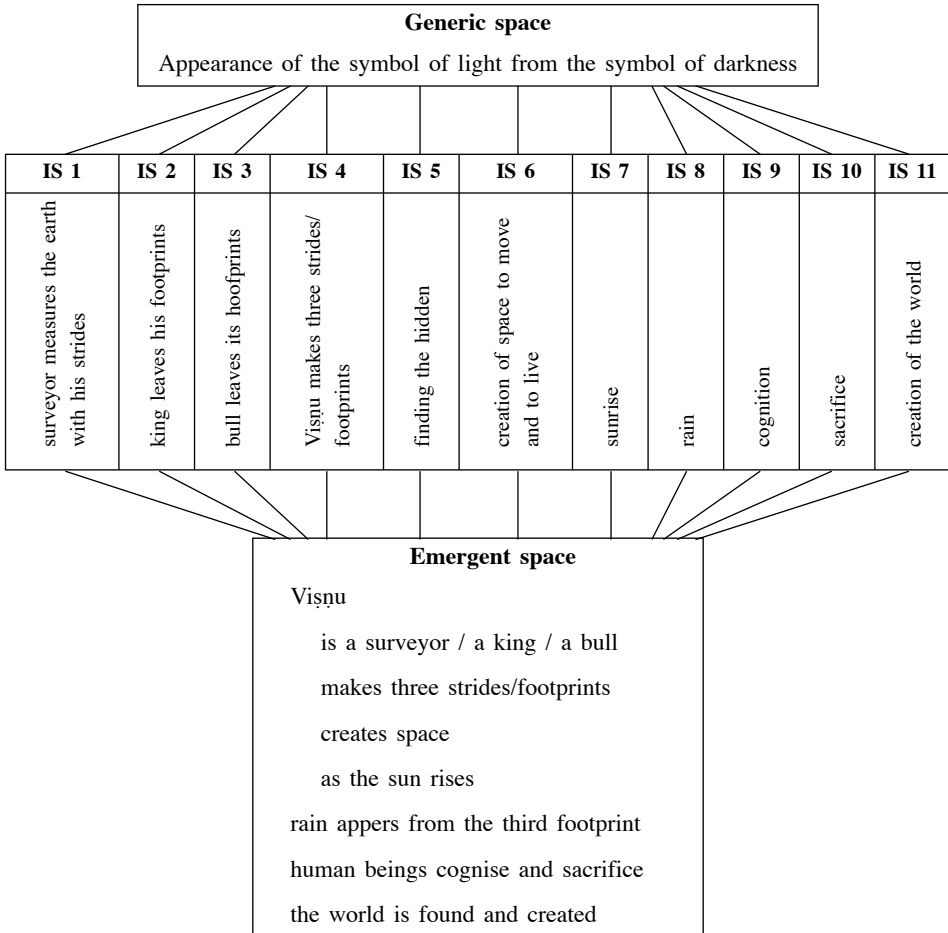 Generic space
Appearance of the symbol of light from the symbol of darkness
IS 1
IS 2
IS 3
IS 4
IS 5
IS 6
IS 7
IS 8
IS 9
IS 10
IS 11
surveyor measures the earth
with his strides
king leaves his footprints
bull leaves its hoofprints
Viṣṇu makes three strides/
footprints
finding the hidden
creation of space to move
and to live
sunrise
rain
cognition
sacrifice
creation of the world
Emergent space
Viṣṇu
is a surveyor / a king / a bull
makes three strides/footprints
creates space
as the sun rises
rain appers from the third footprint
human beings cognise and sacrifice
the world is found and created